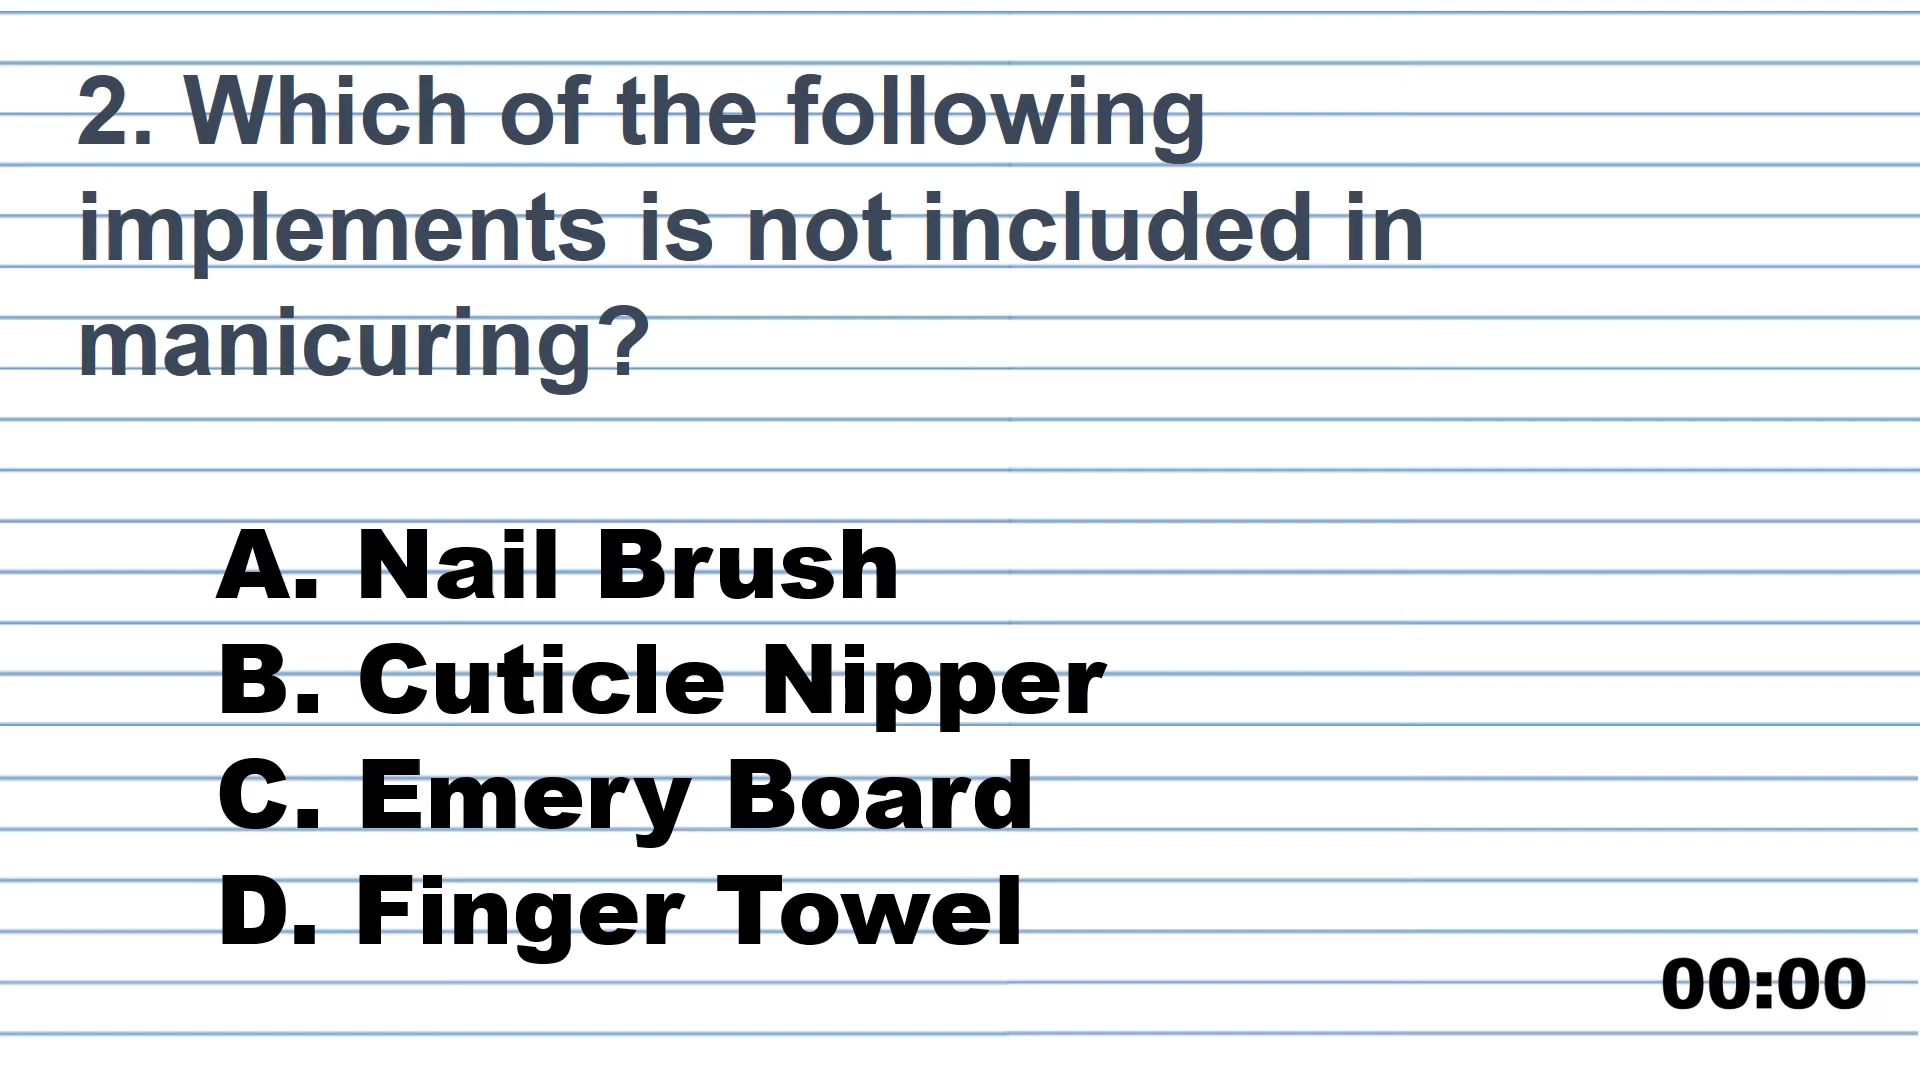 2. Which of the following
implements is not included in
manicuring?
A. Nail Brush
B. Cuticle Nipper
C. Emery Board
D. Finger Towel
00:00